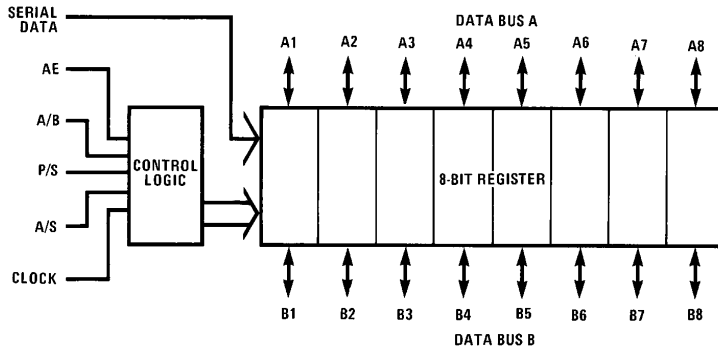 SERIAL
DATA
DATA BUS A
A1 A2 A3 A4 A5 A6 A7 A8
AE
A/B
P/S
A/S
CLOCK
CONTROL
LOGIC
8-BIT REGISTER
B1 B2 B3 B4 B5 B6 B7 B8
DATA BUS B